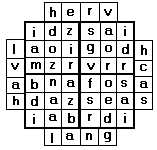 h e r v
i d z s a i
l a o i g o d h
v m z r v r r c
a b n a f o s a
h d a z s e a s
i a b r d i
l a n g